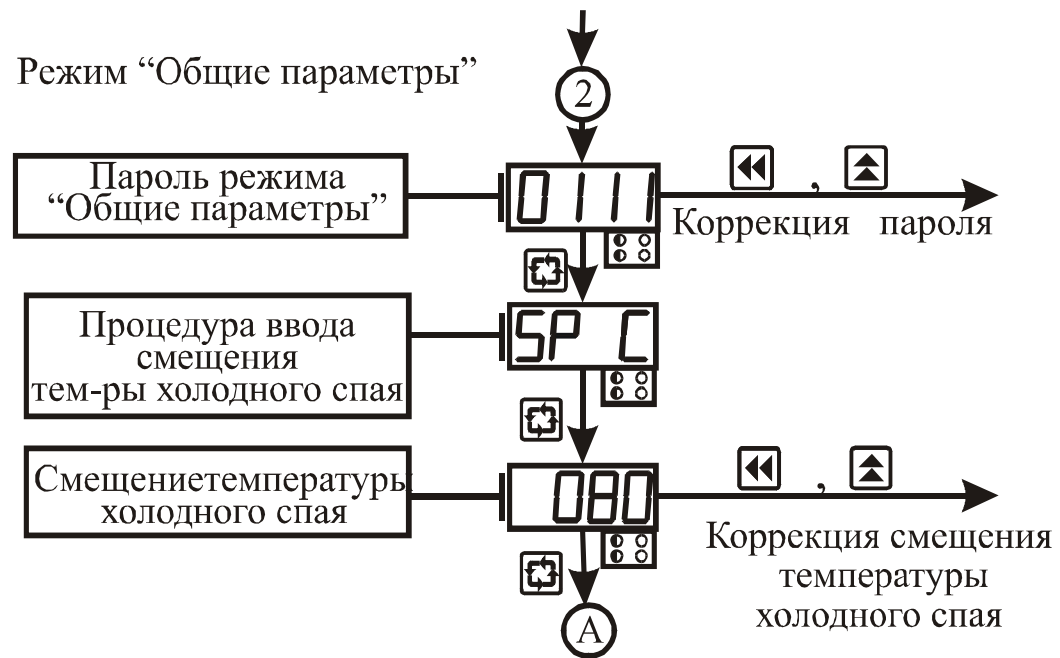 Режим “Общие параметры”
2
Пароль режима
“Общие параметры”
0111
,
Коррекция пароля
Процедура ввода
смещения
тем-ры холодного спая
SP C
Смещениетемпературы
холодного спая
080
,
Коррекция смещения
температуры
холодного спая
А